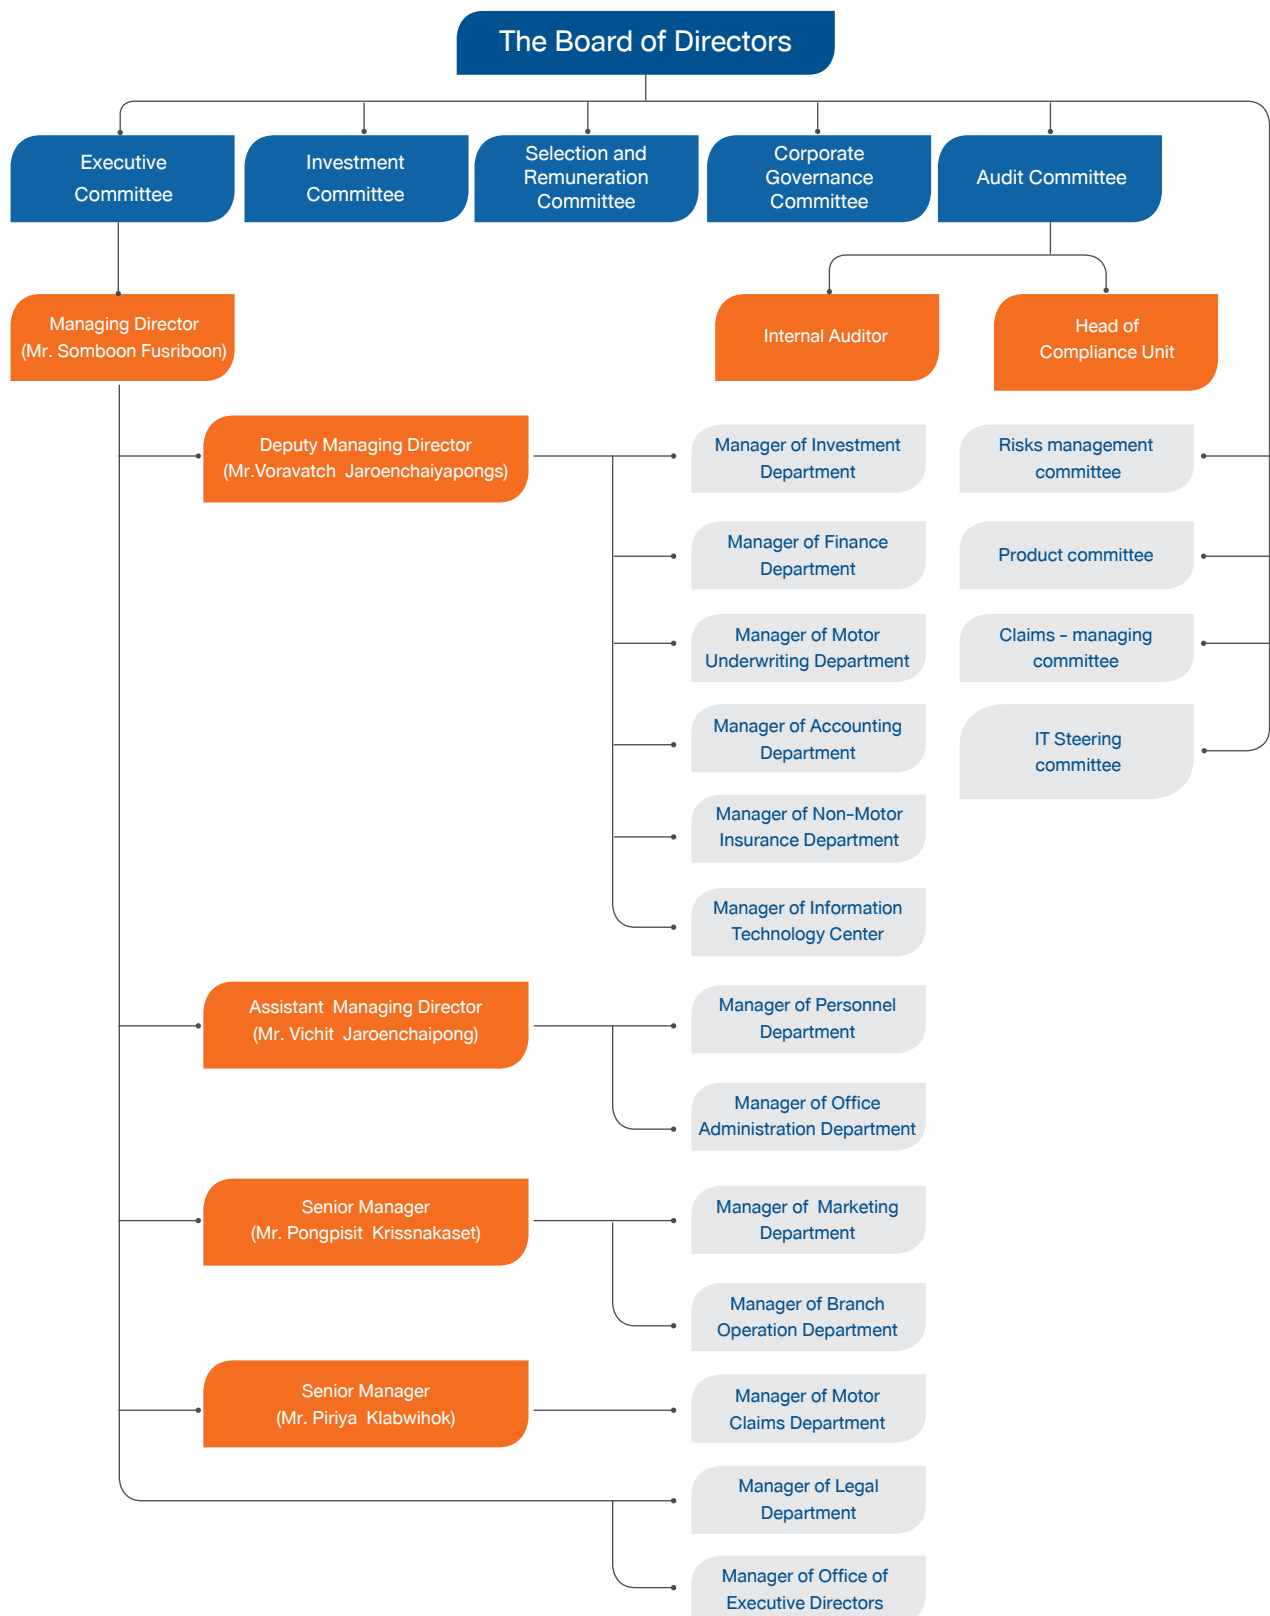 The Board of Directors
Executive
Committee
Investment
Committee
Selection and
Remuneration
Committee
Corporate
Governance
Committee
Audit Committee
Managing Director
(Mr. Somboon Fusriboon)
Internal Auditor
Head of
Compliance Unit
Deputy Managing Director
(Mr.Voravatch Jaroenchaiyapongs)
Manager of Investment
Department
Risks management
committee
Manager of Finance
Department
Product committee
Manager of Motor
Underwriting Department
Claims - managing
committee
Manager of Accounting
Department
IT Steering
committee
Manager of Non-Motor
Insurance Department
Manager of Information
Technology Center
Assistant Managing Director
(Mr. Vichit Jaroenchaipong)
Manager of Personnel
Department
Manager of Office
Administration Department
Senior Manager
(Mr. Pongpisit Krissnakaset)
Manager of Marketing
Department
Manager of Branch
Operation Department
Senior Manager
(Mr. Piriya Klabwihok)
Manager of Motor
Claims Department
Manager of Legal
Department
Manager of Office of
Executive Directors